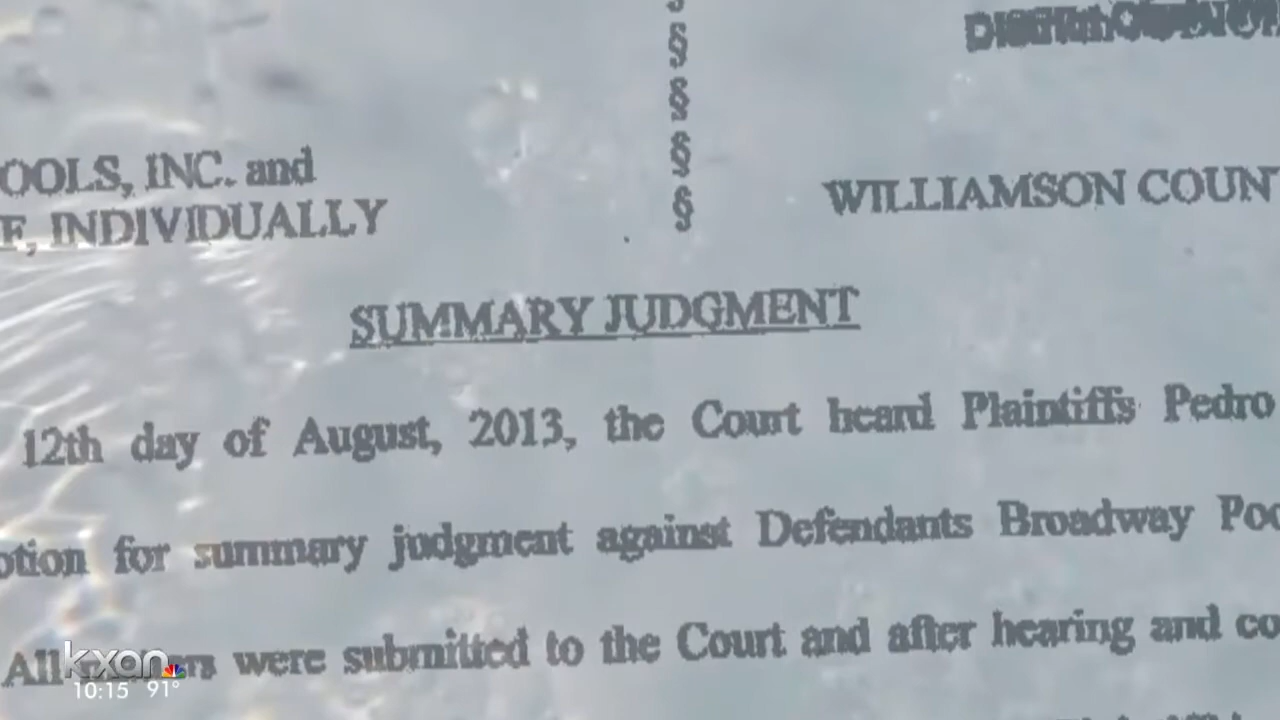 §
§
§
§
OOLS, INC. and
WILLIAMSON COUNT
E, INDIVIDUALLY
SUMMARY JUDGMENT
12th day of August, 2013, the Court heard Plaintiffs Pedro
otion for summary judgment against Defendants Broadway Poo
All were submitted to the Court and after hearing and co
kxan
10:15 91°